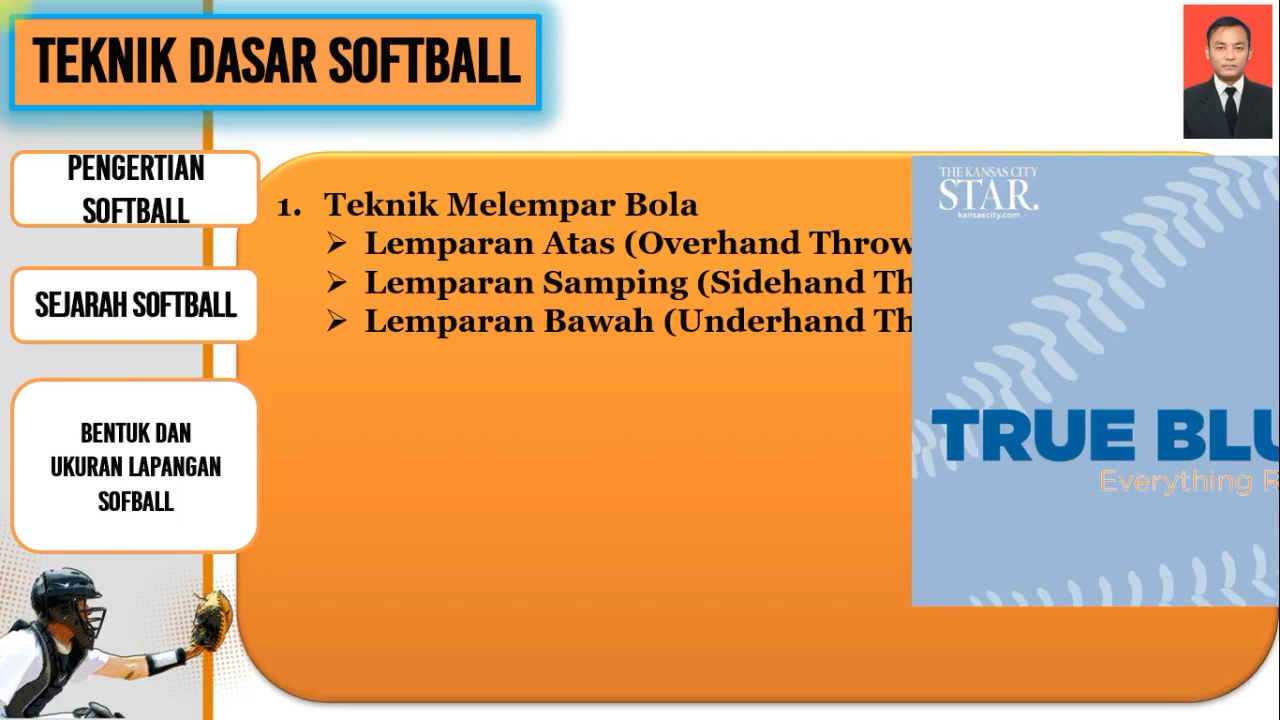 TEKNIK DASAR SOFTBALL
PENGERTIAN
SOFTBALL
SEJARAH SOFTBALL
BENTUK DAN
UKURAN LAPANGAN
SOFBALL
1. Teknik Melempar Bola
➢ Lemparan Atas (Overhand Throw
➢ Lemparan Samping (Sidehand Th
➢ Lemparan Bawah (Underhand Th
THE KANSAS CITY
STAR.
kansascity.com
TRUE BLU
Everything R